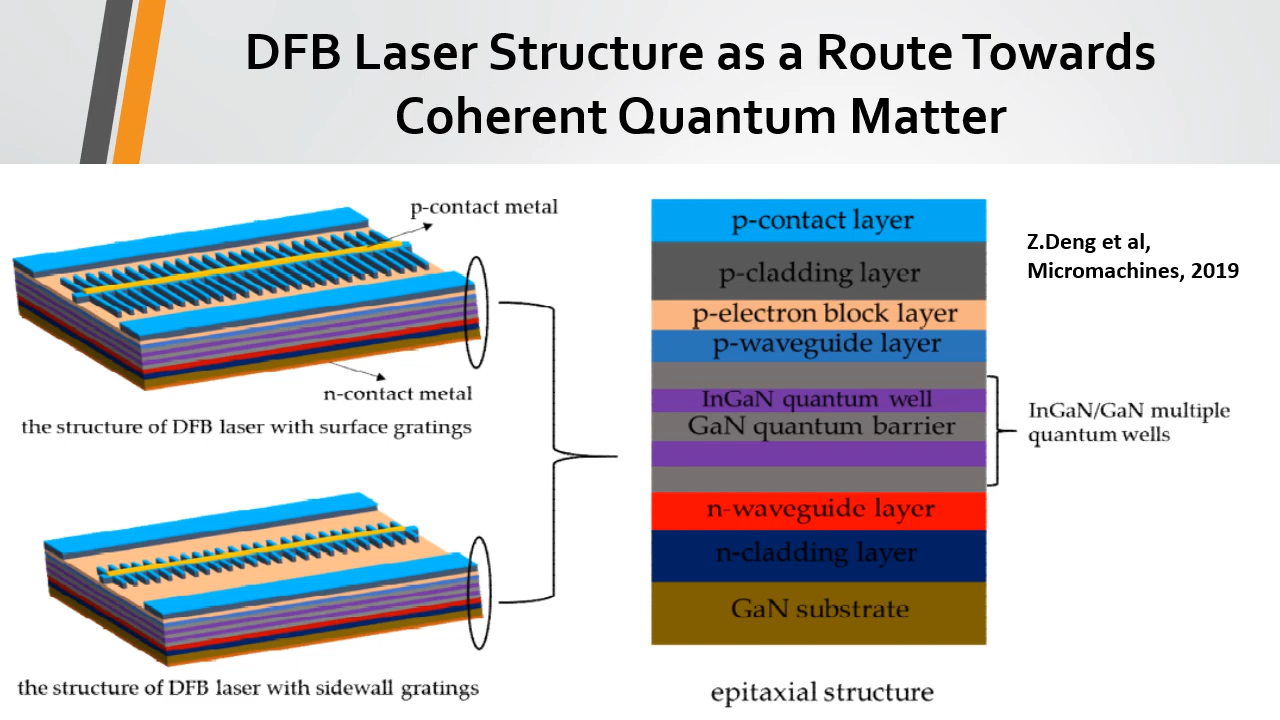 DFB Laser Structure as a Route Towards
Coherent Quantum Matter
p-contact metal
n-contact metal
the structure of DFB laser with surface gratings
the structure of DFB laser with sidewall gratings
p-contact layer
p-cladding layer
p-electron block layer
p-waveguide layer
InGaN quantum well
GaN quantum barrier
n-waveguide layer
n-cladding layer
GaN substrate
epitaxial structure
InGaN/GaN multiple
quantum wells
Z.Deng et al,
Micromachines, 2019